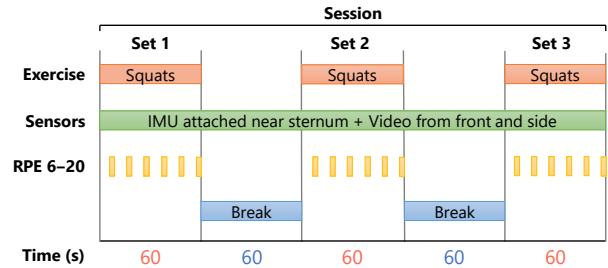 Session
Set 1 Set 2 Set 3
Exercise Squats Squats Squats
Sensors IMU attached near sternum + Video from front and side
RPE 6–20
Break Break
Time (s) 60 60 60 60 60